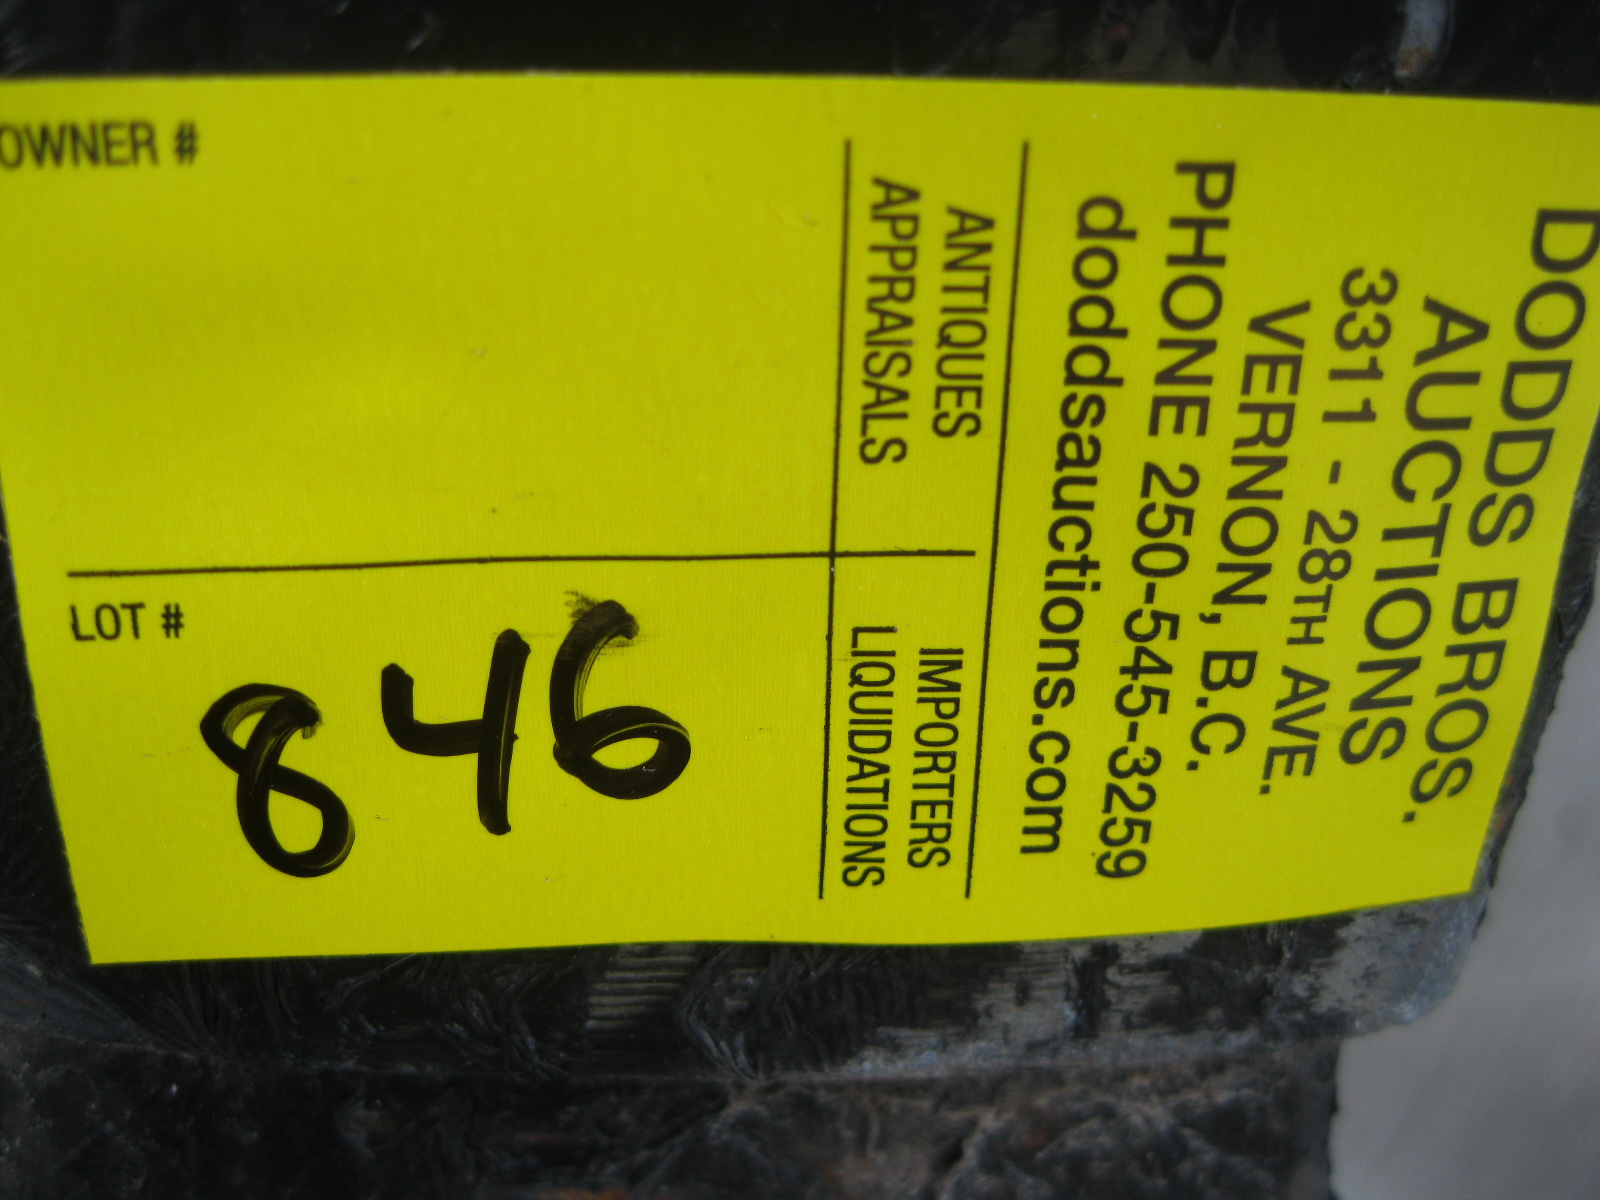 DODDS BROS.
AUCTIONS
3311 - 28TH AVE.
VERNON, B.C.
PHONE 250-545-3259
doddsauctions.com
ANTIQUES
APPRAISALS
IMPORTERS
LIQUIDATIONS
OWNER #
LOT #
846